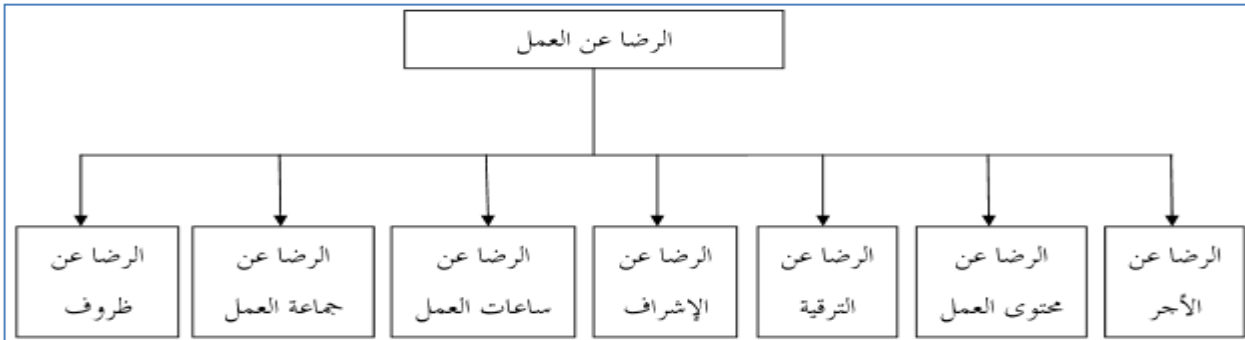 الرضا عن العمل
الرضا عن
الأجر
الرضا عن
محتوى العمل
الرضا عن
الترقية
الرضا عن
الإشراف
الرضا عن
ساعات العمل
الرضا عن
جماعة العمل
الرضا عن
ظروف